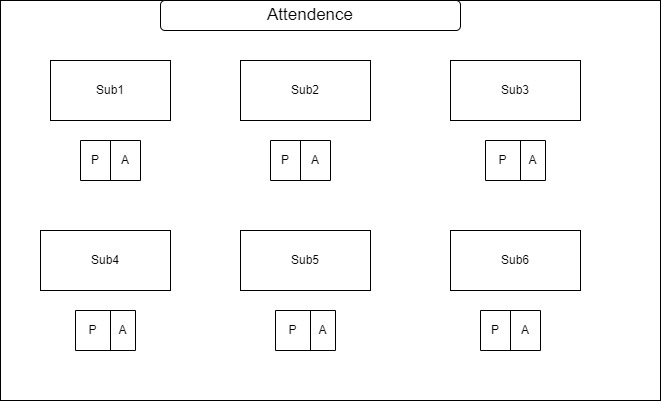 Attendence
Sub1 Sub2 Sub3
P A P A P A
Sub4 Sub5 Sub6
P A P A P A